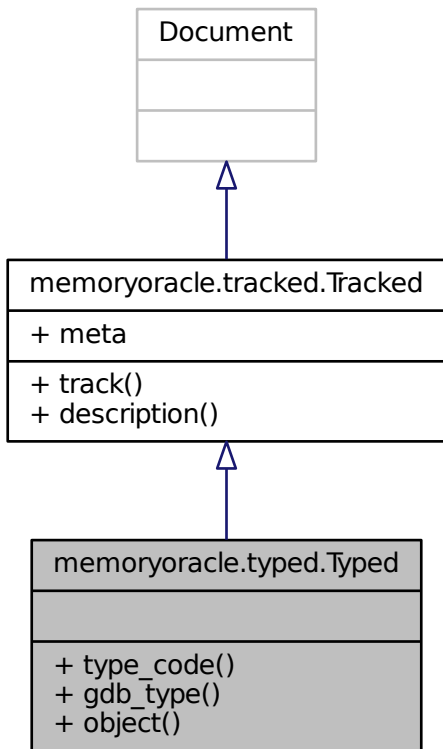 Document
memoryoracle.tracked.Tracked
+ meta
+ track()
+ description()
memoryoracle.typed.Typed
+ type_code()
+ gdb_type()
+ object()